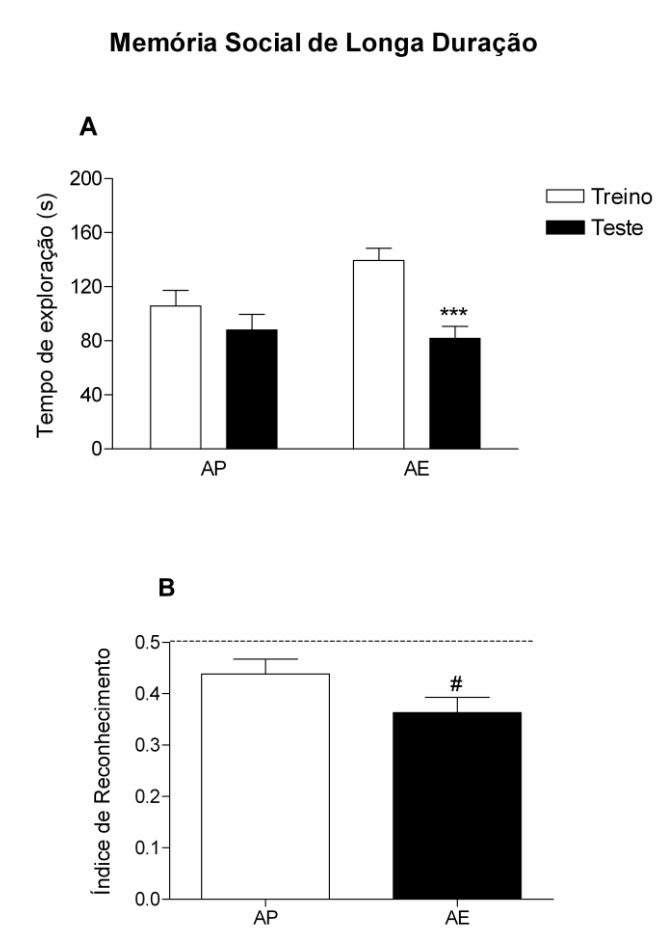 Memória Social de Longa Duração
A
Tempo de exploração (s)
200
160
120
80
40
0
***
AP
AE
Treino
Teste
B
Índice de Reconhecimento
0.5
0.4
0.3
0.2
0.1
0.0
#
AP
AE